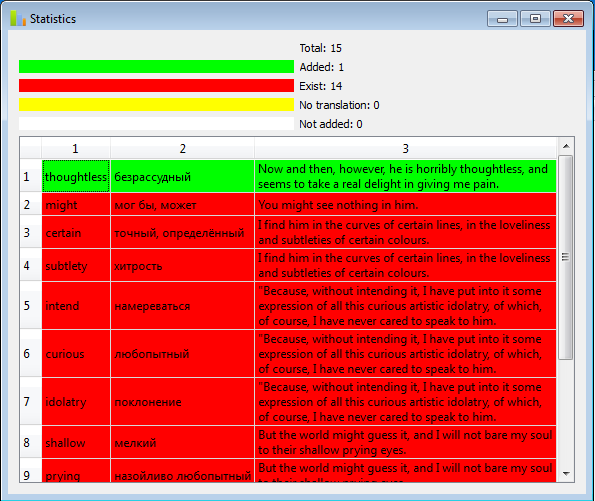 Statistics
Total: 15
Added: 1
Exist: 14
No translation: 0
Not added: 0
1 2 3
1 thoughtless безрассудный Now and then, however, he is horribly thoughtless, and
seems to take a real delight in giving me pain.
2 might мог бы, может You might see nothing in him.
3 certain точный, определённый I find him in the curves of certain lines, in the loveliness
and subtleties of certain colours.
4 subtlety хитрость I find him in the curves of certain lines, in the loveliness
and subtleties of certain colours.
5 intend намереваться "Because, without intending it, I have put into it some
expression of all this curious artistic idolatry, of which,
of course, I have never cared to speak to him.
6 curious любопытный "Because, without intending it, I have put into it some
expression of all this curious artistic idolatry, of which,
of course, I have never cared to speak to him.
7 idolatry поклонение "Because, without intending it, I have put into it some
expression of all this curious artistic idolatry, of which,
of course, I have never cared to speak to him.
8 shallow мелкий But the world might guess it, and I will not bare my soul
to their shallow prying eyes.
9 prying назойливо любопытный But the world might guess it, and I will not bare my soul
to their shallow prying eyes.